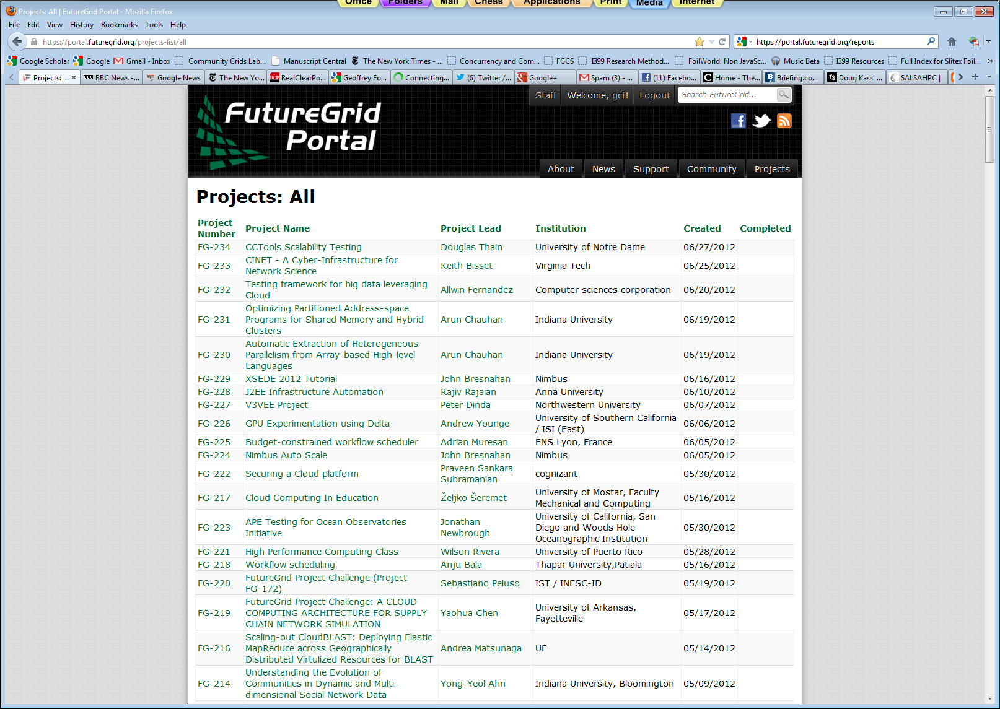 Office Folders Mail Chess Applications Print Media Internet
Projects: All | FutureGrid Portal - Mozilla Firefox
File Edit View History Bookmarks Tools Help
https://portal.futuregrid.org/projects-list/all https://portal.futuregrid.org/reports
Google Scholar Google Gmail - Inbox Community Grids Lab... Manuscript Central The New York Times - ... Concurrency and Com... FGCS I399 Research Method... FoilWorld: Non JavaSc... Music Beta I399 Resources Full Index for Slitex Foil... »
Projects: ... BBC News -... Google News The New Yo... RealClearPo... Geoffrey Fo... Connecting... (6) Twitter /... Google+ Spam (3) - ... (11) Facebo... Home - The... Briefing.co... Doug Kass' ... SALSAHPC |
Staff Welcome, gcf! Logout Search FutureGrid...
FutureGrid
Portal
About News Support Community Projects
Projects: All
Project Number Project Name Project Lead Institution Created Completed
FG-234 CCTools Scalability Testing Douglas Thain University of Notre Dame 06/27/2012
FG-233 CINET - A Cyber-Infrastructure for Network Science Keith Bisset Virginia Tech 06/25/2012
FG-232 Testing framework for big data leveraging Cloud Allwin Fernandez Computer sciences corporation 06/20/2012
FG-231 Optimizing Partitioned Address-space Programs for Shared Memory and Hybrid Clusters Arun Chauhan Indiana University 06/19/2012
FG-230 Automatic Extraction of Heterogeneous Parallelism from Array-based High-level Languages Arun Chauhan Indiana University 06/19/2012
FG-229 XSEDE 2012 Tutorial John Bresnahan Nimbus 06/16/2012
FG-228 J2EE Infrastructure Automation Rajiv Rajaian Anna University 06/10/2012
FG-227 V3VEE Project Peter Dinda Northwestern University 06/07/2012
FG-226 GPU Experimentation using Delta Andrew Younge University of Southern California / ISI (East) 06/06/2012
FG-225 Budget-constrained workflow scheduler Adrian Muresan ENS Lyon, France 06/05/2012
FG-224 Nimbus Auto Scale John Bresnahan Nimbus 06/05/2012
FG-222 Securing a Cloud platform Praveen Sankara Subramanian cognizant 05/30/2012
FG-217 Cloud Computing In Education Željko Šeremet University of Mostar, Faculty Mechanical and Computing 05/16/2012
FG-223 APE Testing for Ocean Observatories Initiative Jonathan Newbrough University of California, San Diego and Woods Hole Oceanographic Institution 05/30/2012
FG-221 High Performance Computing Class Wilson Rivera University of Puerto Rico 05/28/2012
FG-218 Workflow scheduling Anju Bala Thapar University,Patiala 05/16/2012
FG-220 FutureGrid Project Challenge (Project FG-172) Sebastiano Peluso IST / INESC-ID 05/19/2012
FG-219 FutureGrid Project Challenge: A CLOUD COMPUTING ARCHITECTURE FOR SUPPLY CHAIN NETWORK SIMULATION Yaohua Chen University of Arkansas, Fayetteville 05/17/2012
FG-216 Scaling-out CloudBLAST: Deploying Elastic MapReduce across Geographically Distributed Virtulized Resources for BLAST Andrea Matsunaga UF 05/14/2012
FG-214 Understanding the Evolution of Communities in Dynamic and Multi-dimensional Social Network Data Yong-Yeol Ahn Indiana University, Bloomington 05/09/2012